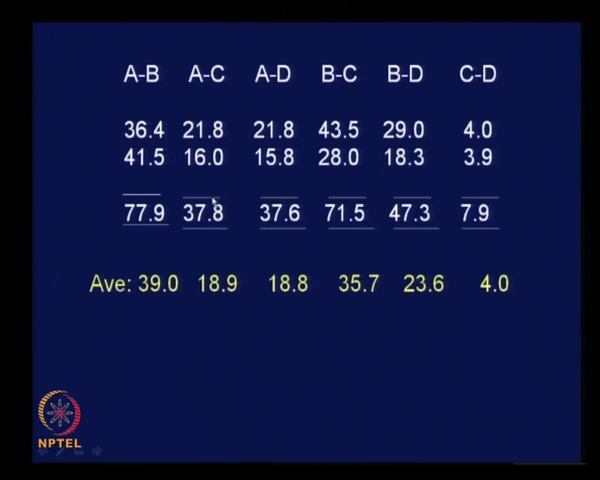 A-B A-C A-D B-C B-D C-D
36.4 21.8 21.8 43.5 29.0 4.0
41.5 16.0 15.8 28.0 18.3 3.9
77.9 37.8 37.6 71.5 47.3 7.9
Ave: 39.0 18.9 18.8 35.7 23.6 4.0
NPTEL